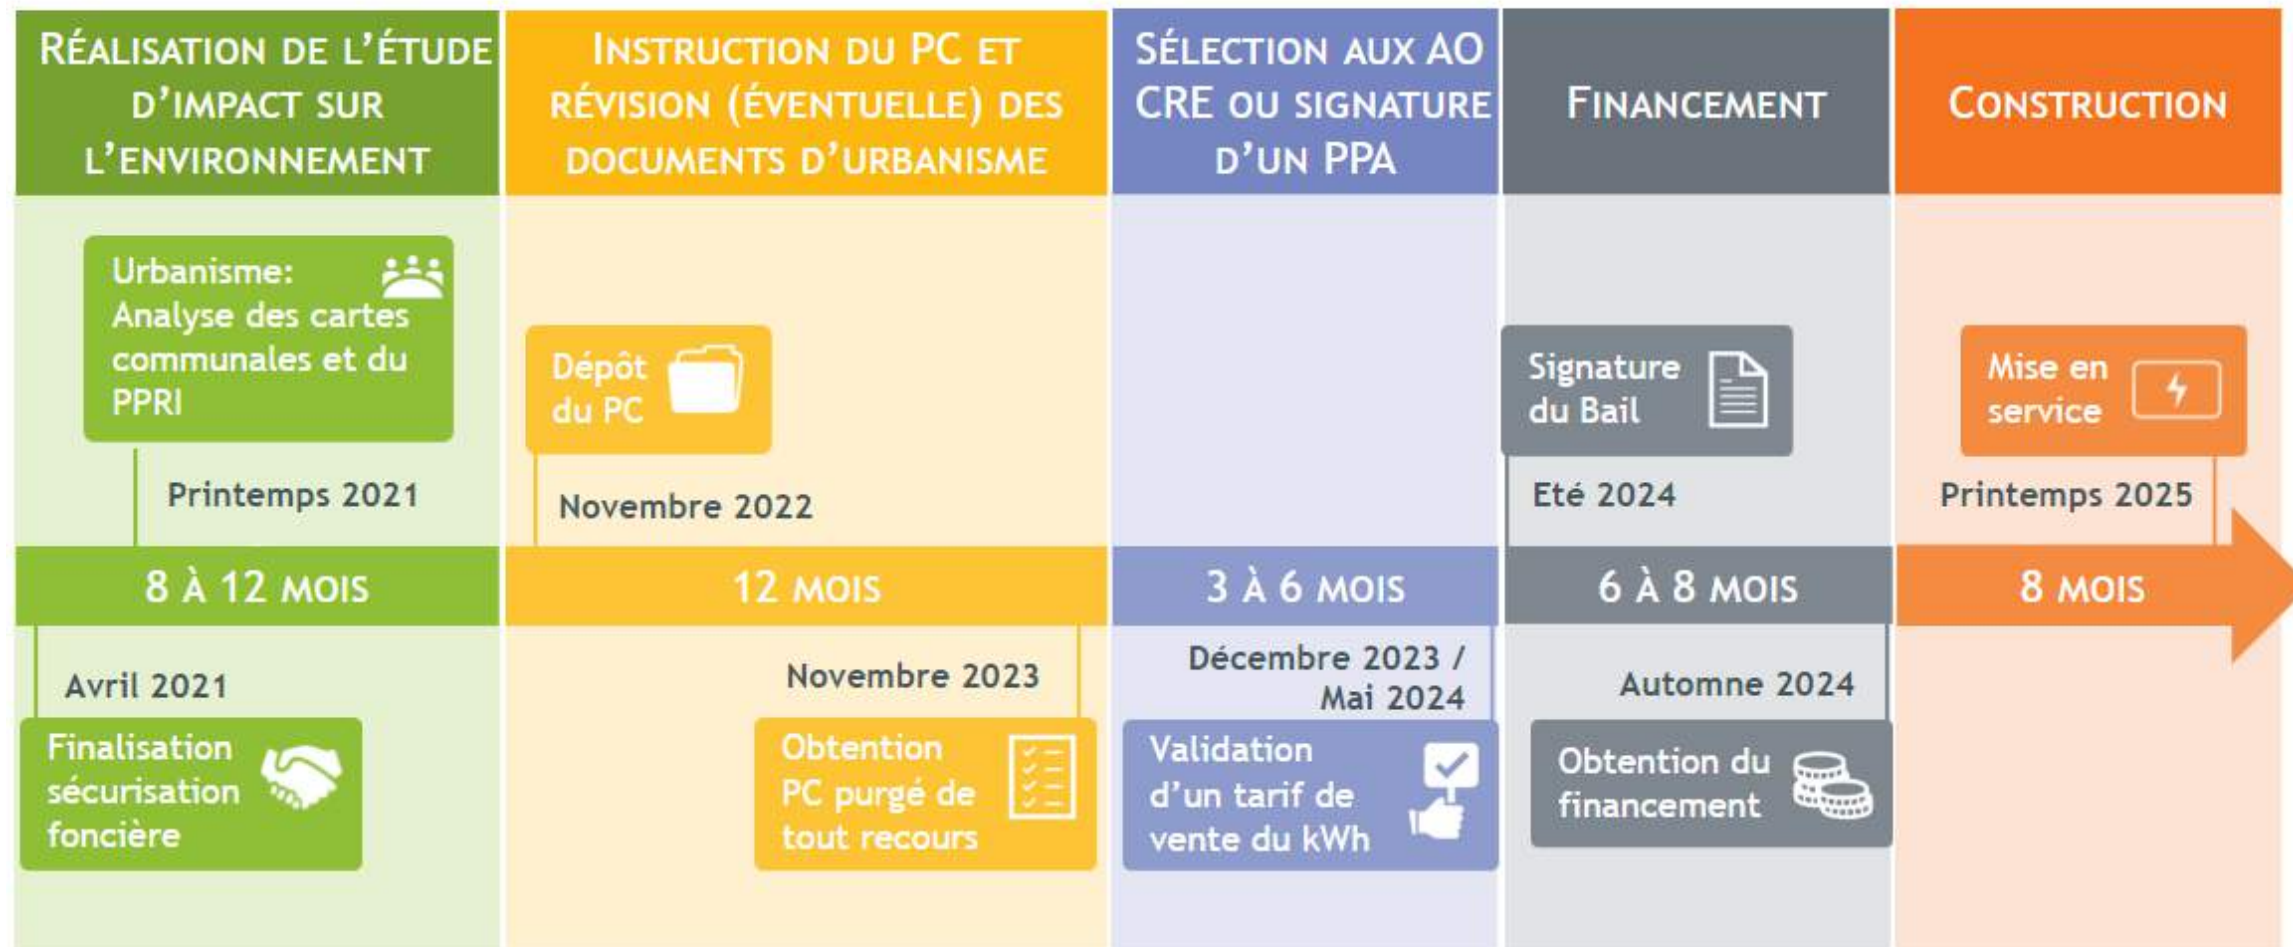 RÉALISATION DE L'ÉTUDE
D'IMPACT SUR
L'ENVIRONNEMENT
INSTRUCTION DU PC ET
RÉVISION (ÉVENTUELLE) DES
DOCUMENTS D'URBANISME
SÉLECTION AUX AO
CRE OU SIGNATURE
D'UN PPA
FINANCEMENT
CONSTRUCTION
Urbanisme:
Analyse des cartes
communales et du
PPRI
Printemps 2021
Dépôt
du PC
Novembre 2022
Signature
du Bail
Eté 2024
Mise en
service
Printemps 2025
8 À 12 MOIS
12 MOIS
3 À 6 MOIS
6 À 8 MOIS
8 MOIS
Avril 2021
Finalisation
sécurisation
foncière
Novembre 2023
Obtention
PC purgé de
tout recours
Décembre 2023 /
Mai 2024
Validation
d'un tarif de
vente du kWh
Automne 2024
Obtention du
financement